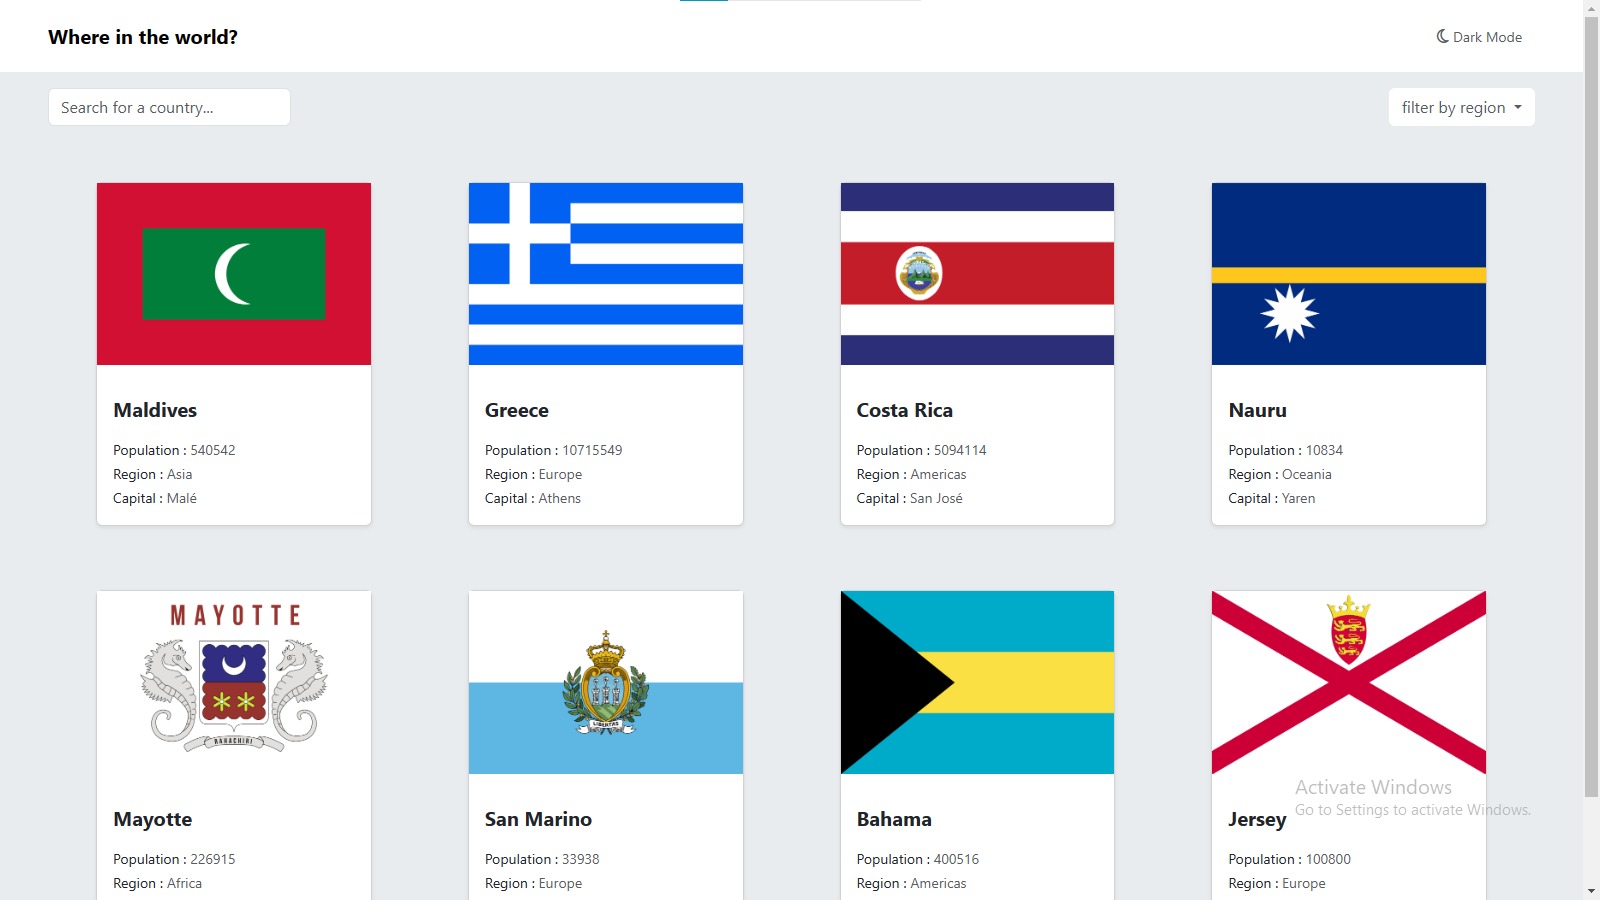 Where in the world?
Dark Mode
Search for a country...
filter by region
Maldives
Population : 540542
Region : Asia
Capital : Malé
Greece
Population : 10715549
Region : Europe
Capital : Athens
Costa Rica
Population : 5094114
Region : Americas
Capital : San José
Nauru
Population : 10834
Region : Oceania
Capital : Yaren
MAYOTTE
RAHACHIRI
Mayotte
Population : 226915
Region : Africa
LIBERTAS
San Marino
Population : 33938
Region : Europe
Bahama
Population : 400516
Region : Americas
Jersey
Population : 100800
Region : Europe
Activate Windows
Go to Settings to activate Windows.